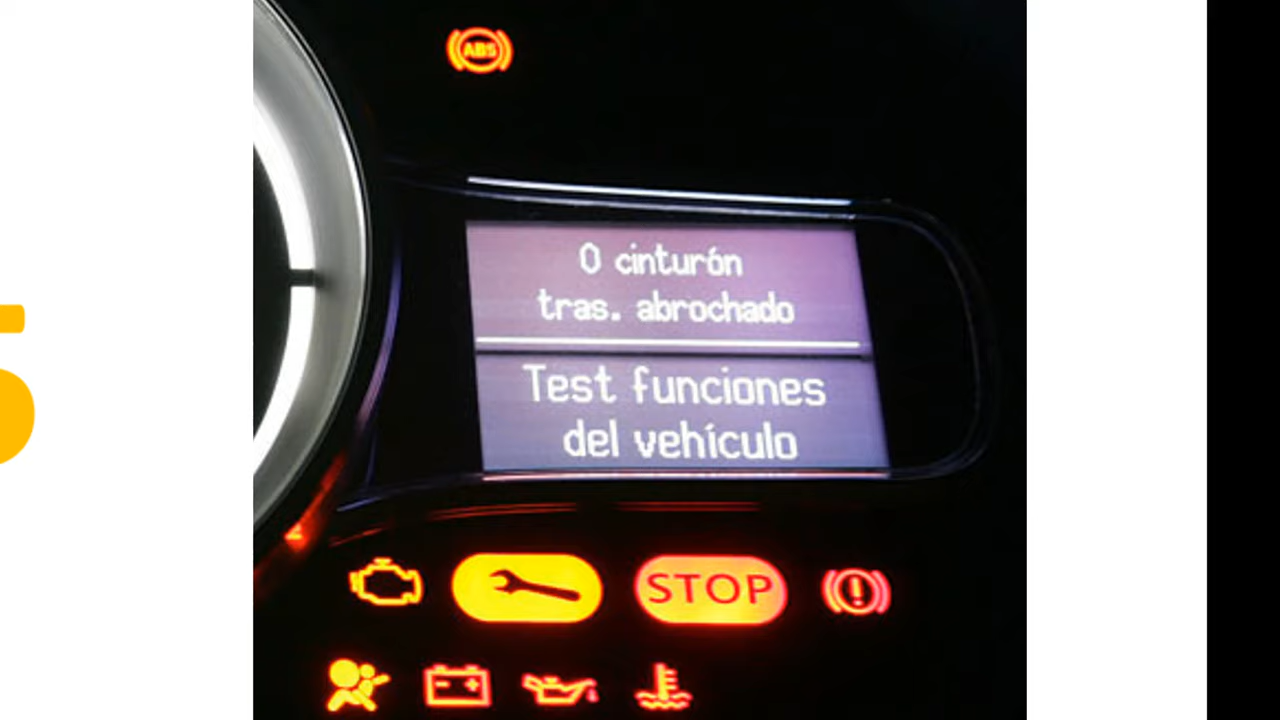 ABS
0 cinturón
tras. abrochado
Test funciones
del vehículo
STOP